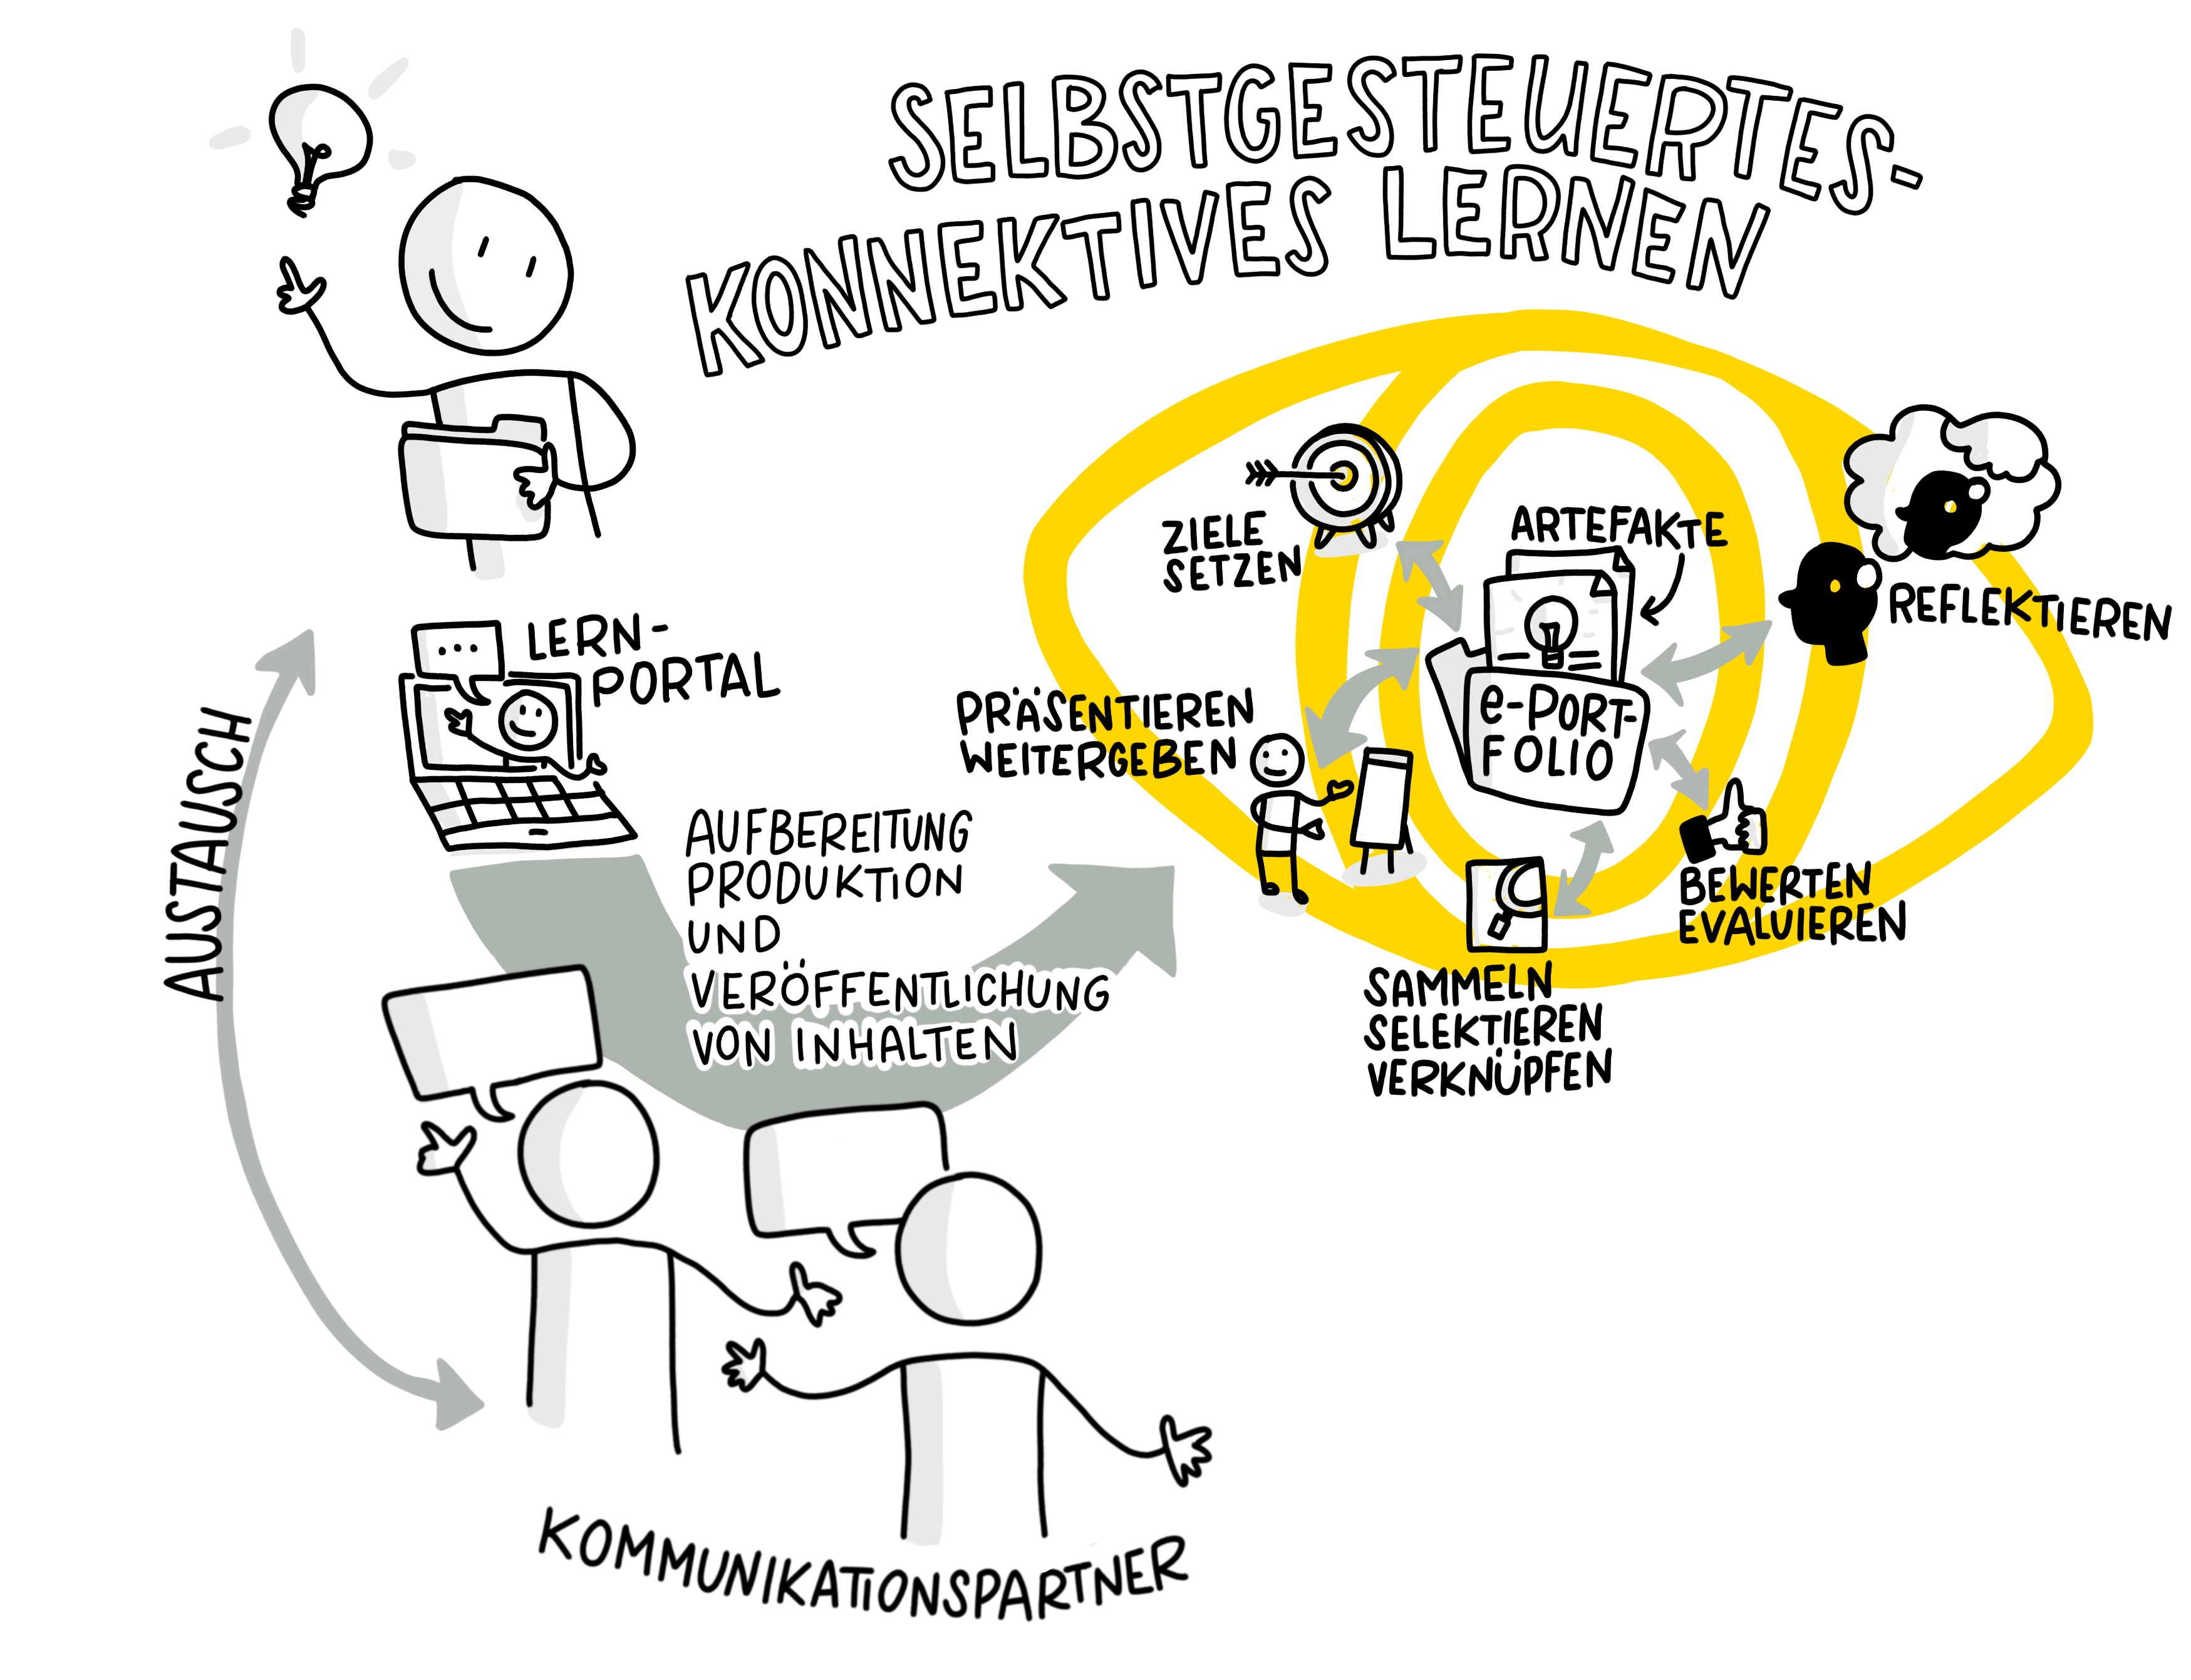 SELBSTGESTEUERTES-
KONNEKTIVES LERNEN
ZIELE
SETZEN
ARTEFAKTE
REFLEKTIEREN
e-PORT-
FOLIO
PRÄSENTIEREN
WEITERGEBEN
BEWERTEN
EVALUIEREN
SAMMELN
SELEKTIEREN
VERKNÜPFEN
LERN-
PORTAL
AUSTAUSCH
AUFBEREITUNG
PRODUKTION
UND
VERÖFFENTLICHUNG
VON INHALTEN
KOMMUNIKATIONSPARTNER